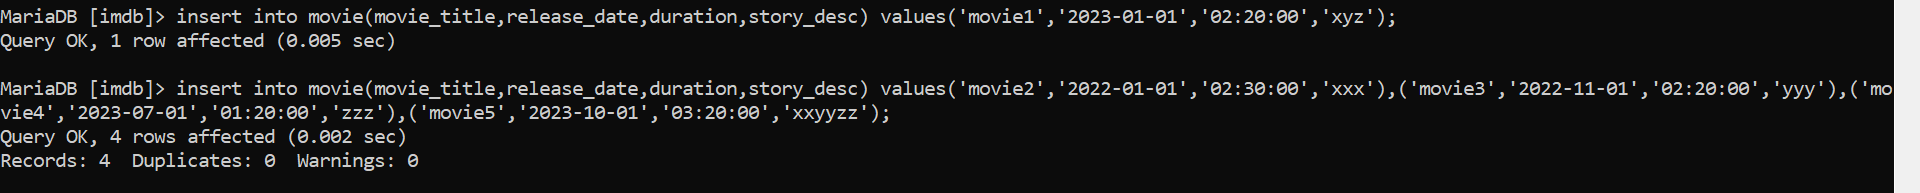 MariaDB [imdb]> insert into movie(movie_title,release_date,duration,story_desc) values('movie1','2023-01-01','02:20:00','xyz');
Query OK, 1 row affected (0.005 sec)
MariaDB [imdb]> insert into movie(movie_title,release_date,duration,story_desc) values('movie2','2022-01-01','02:30:00','xxx'),('movie3','2022-11-01','02:20:00','yyy'),('mo
vie4','2023-07-01','01:20:00','zzz'),('movie5','2023-10-01','03:20:00','xxyyzz');
Query OK, 4 rows affected (0.002 sec)
Records: 4  Duplicates: 0  Warnings: 0